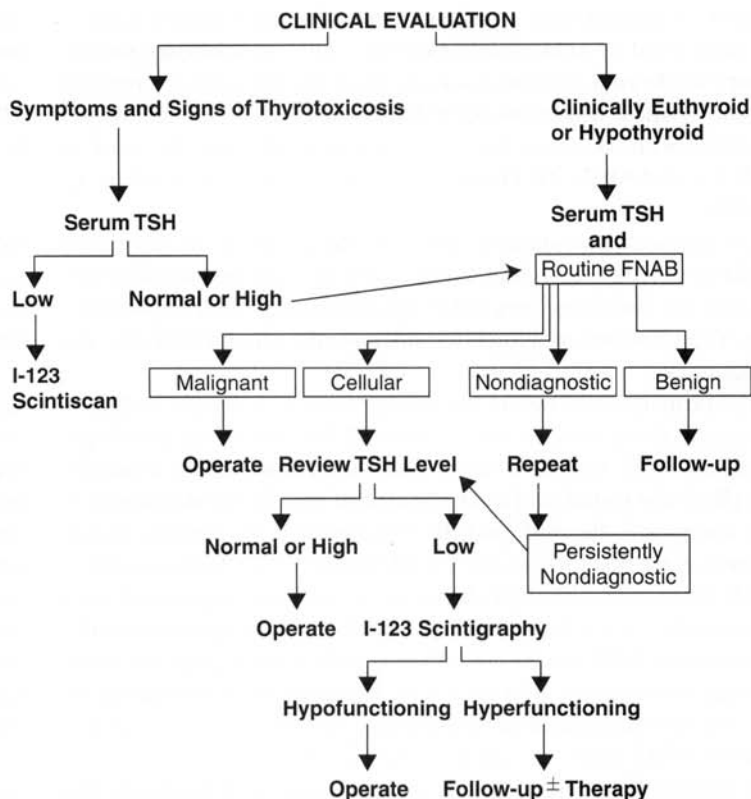 CLINICAL EVALUATION
Symptoms and Signs of Thyrotoxicosis
Clinically Euthyroid
or Hypothyroid
Serum TSH
Serum TSH
and
Routine FNAB
Low
Normal or High
I-123
Scintiscan
Malignant
Cellular
Nondiagnostic
Benign
Operate
Review TSH Level
Repeat
Follow-up
Normal or High
Low
Persistently
Nondiagnostic
Operate
I-123 Scintigraphy
Hypofunctioning
Hyperfunctioning
Operate
Follow-up ± Therapy